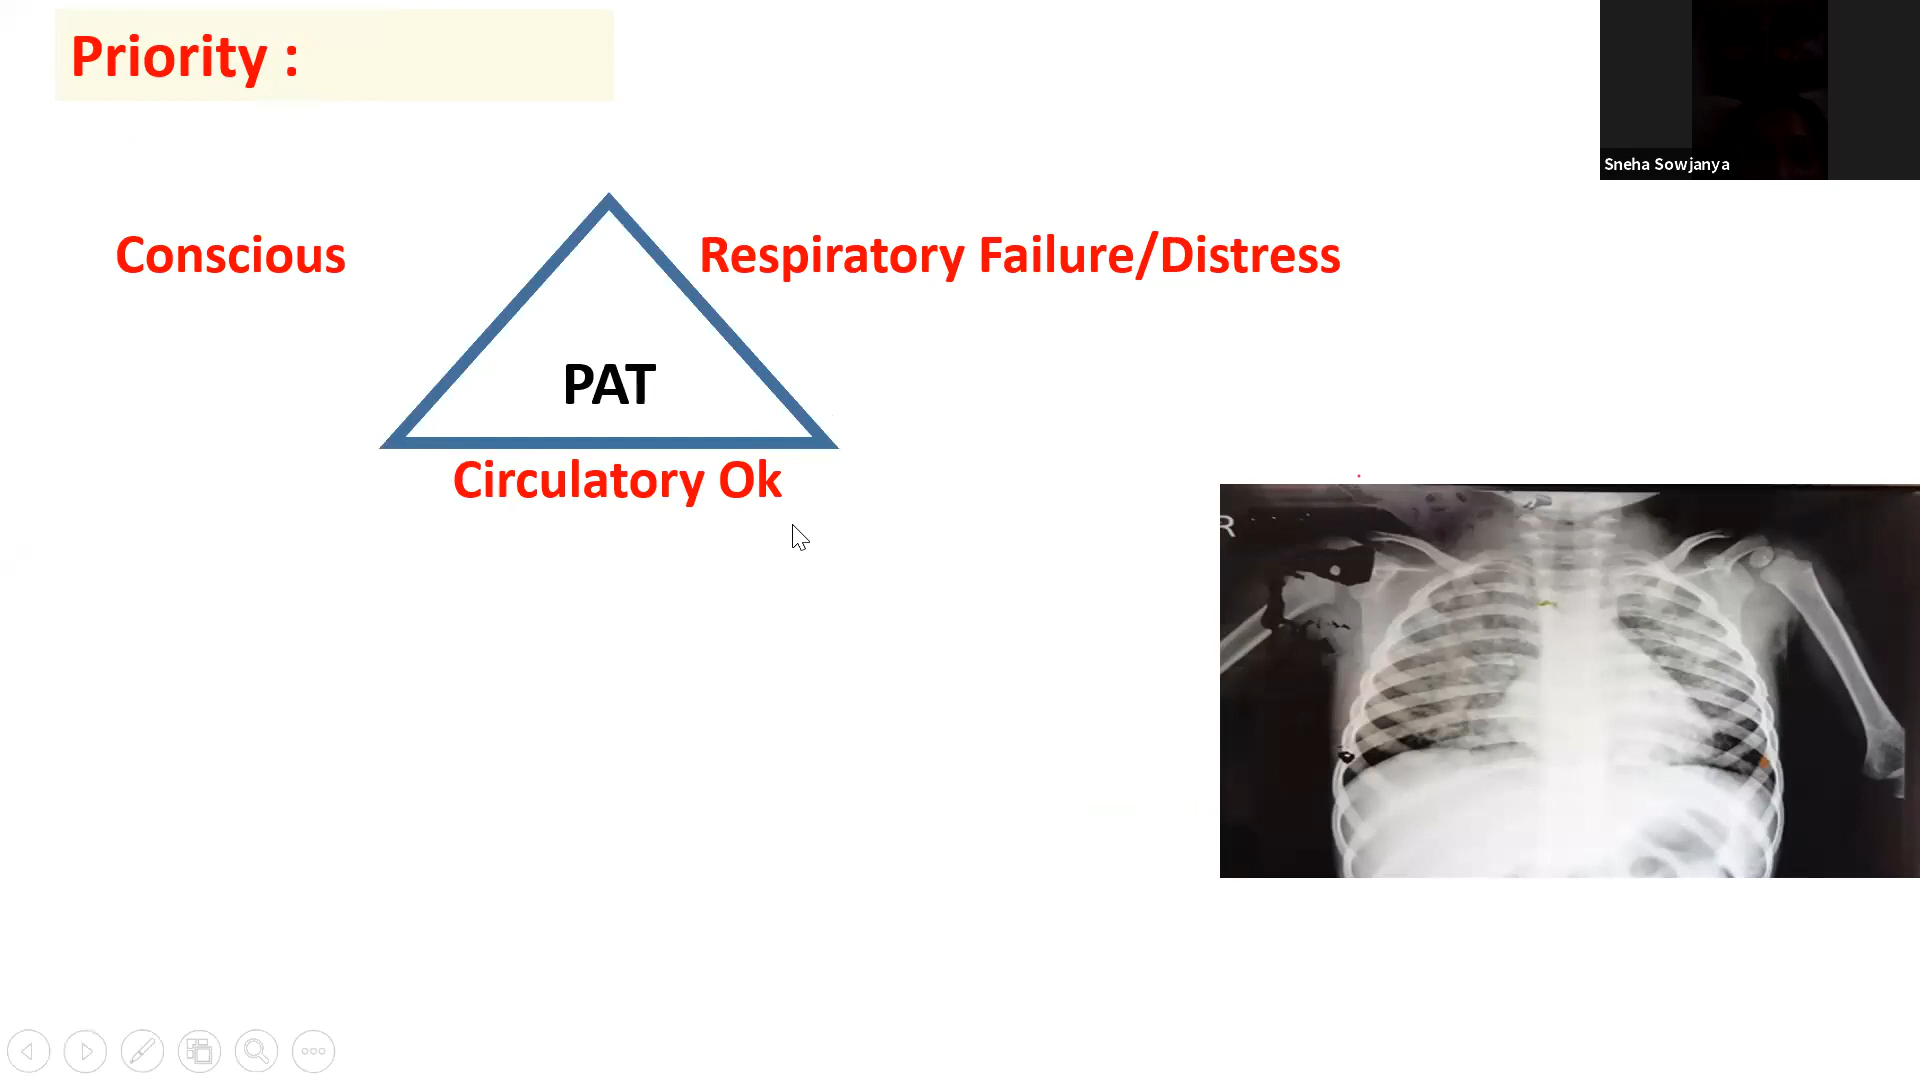 Priority :
Sneha Sowjanya
Conscious
Respiratory Failure/Distress
PAT
Circulatory Ok
R